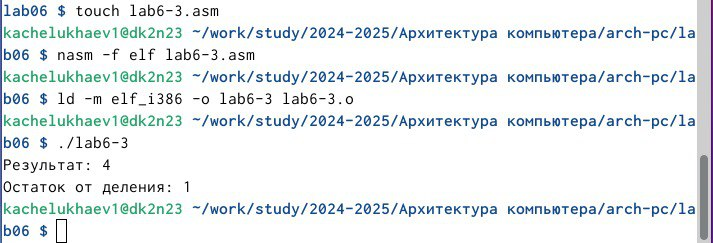 lab06 $ touch lab6-3.asm
kachelukhaev1@dk2n23 ~/work/study/2024-2025/Архитектура компьютера/arch-pc/la
b06 $ nasm -f elf lab6-3.asm
kachelukhaev1@dk2n23 ~/work/study/2024-2025/Архитектура компьютера/arch-pc/la
b06 $ ld -m elf_i386 -o lab6-3 lab6-3.o
kachelukhaev1@dk2n23 ~/work/study/2024-2025/Архитектура компьютера/arch-pc/la
b06 $ ./lab6-3
Результат: 4
Остаток от деления: 1
kachelukhaev1@dk2n23 ~/work/study/2024-2025/Архитектура компьютера/arch-pc/la
b06 $